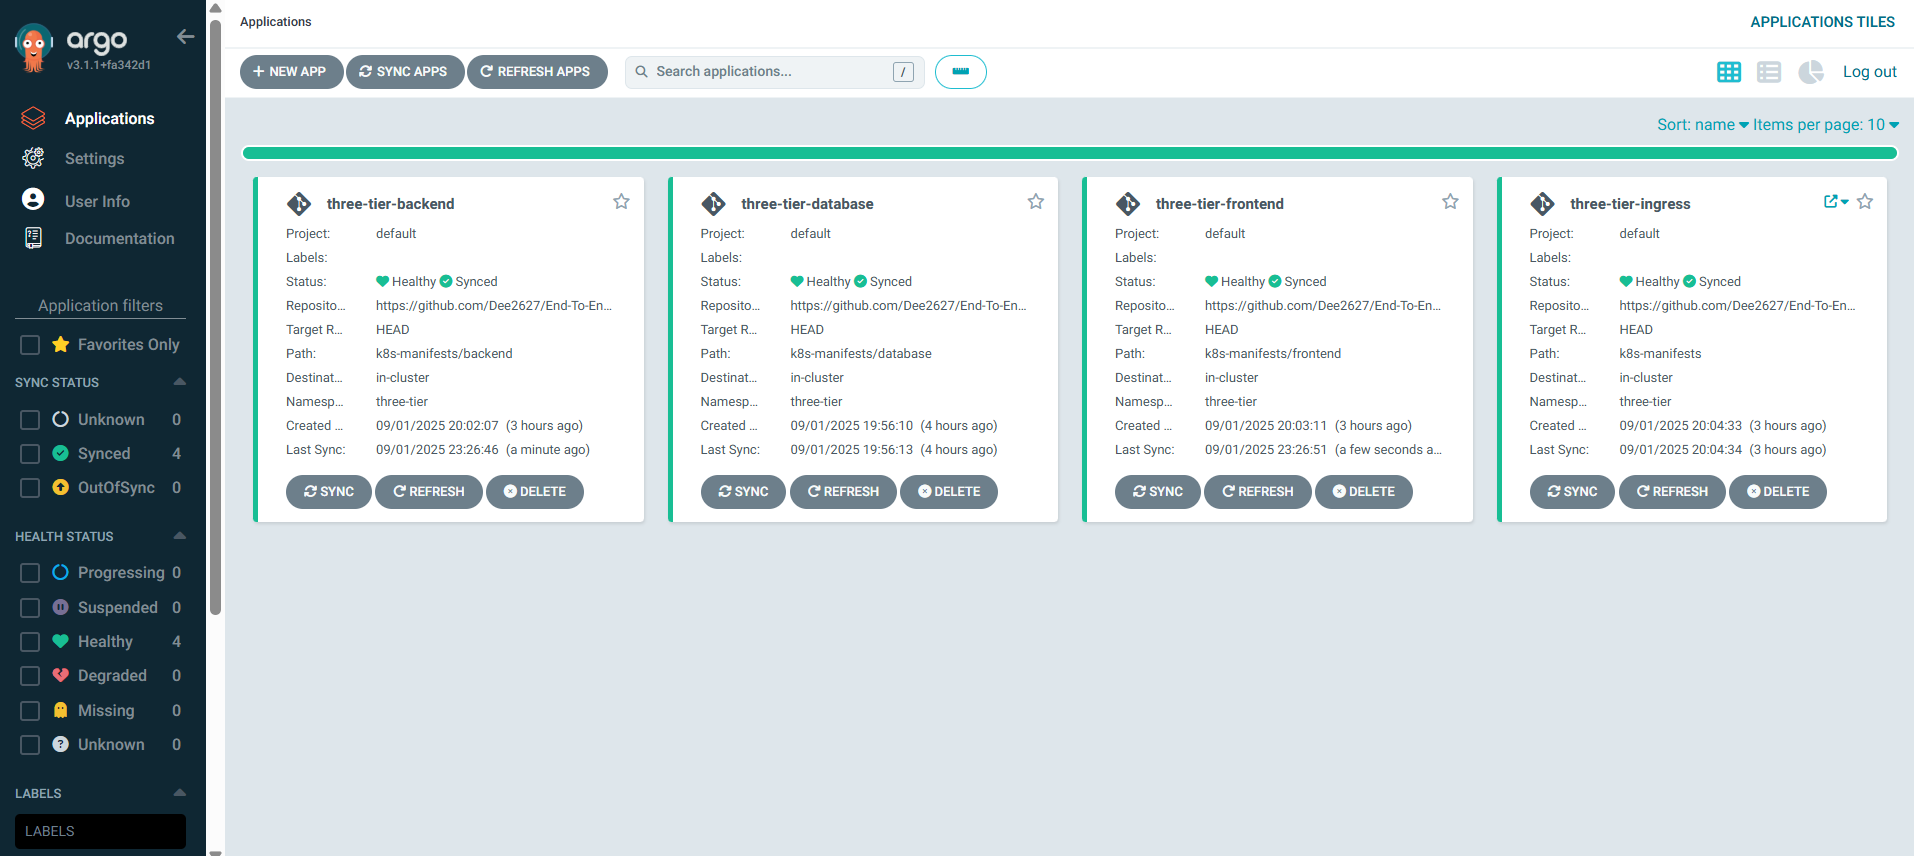 argo
v3.1.1+fa342d1
Applications
Settings
User Info
Documentation
Application filters
Favorites Only
SYNC STATUS
Unknown 0
Synced 4
OutOfSync 0
HEALTH STATUS
Progressing 0
Suspended 0
Healthy 4
Degraded 0
Missing 0
Unknown 0
LABELS
LABELS
Applications
APPLICATIONS TILES
+ NEW APP
SYNC APPS
REFRESH APPS
Search applications...
/
Log out
Sort: name
Items per page: 10
three-tier-backend
Project: default
Labels:
Status: Healthy Synced
Reposito... https://github.com/Dee2627/End-To-En...
Target R... HEAD
Path: k8s-manifests/backend
Destinat... in-cluster
Namesp... three-tier
Created ... 09/01/2025 20:02:07 (3 hours ago)
Last Sync: 09/01/2025 23:26:46 (a minute ago)
SYNC REFRESH DELETE
three-tier-database
Project: default
Labels:
Status: Healthy Synced
Reposito... https://github.com/Dee2627/End-To-En...
Target R... HEAD
Path: k8s-manifests/database
Destinat... in-cluster
Namesp... three-tier
Created ... 09/01/2025 19:56:10 (4 hours ago)
Last Sync: 09/01/2025 19:56:13 (4 hours ago)
SYNC REFRESH DELETE
three-tier-frontend
Project: default
Labels:
Status: Healthy Synced
Reposito... https://github.com/Dee2627/End-To-En...
Target R... HEAD
Path: k8s-manifests/frontend
Destinat... in-cluster
Namesp... three-tier
Created ... 09/01/2025 20:03:11 (3 hours ago)
Last Sync: 09/01/2025 23:26:51 (a few seconds a...
SYNC REFRESH DELETE
three-tier-ingress
Project: default
Labels:
Status: Healthy Synced
Reposito... https://github.com/Dee2627/End-To-En...
Target R... HEAD
Path: k8s-manifests
Destinat... in-cluster
Namesp... three-tier
Created ... 09/01/2025 20:04:33 (3 hours ago)
Last Sync: 09/01/2025 20:04:34 (3 hours ago)
SYNC REFRESH DELETE